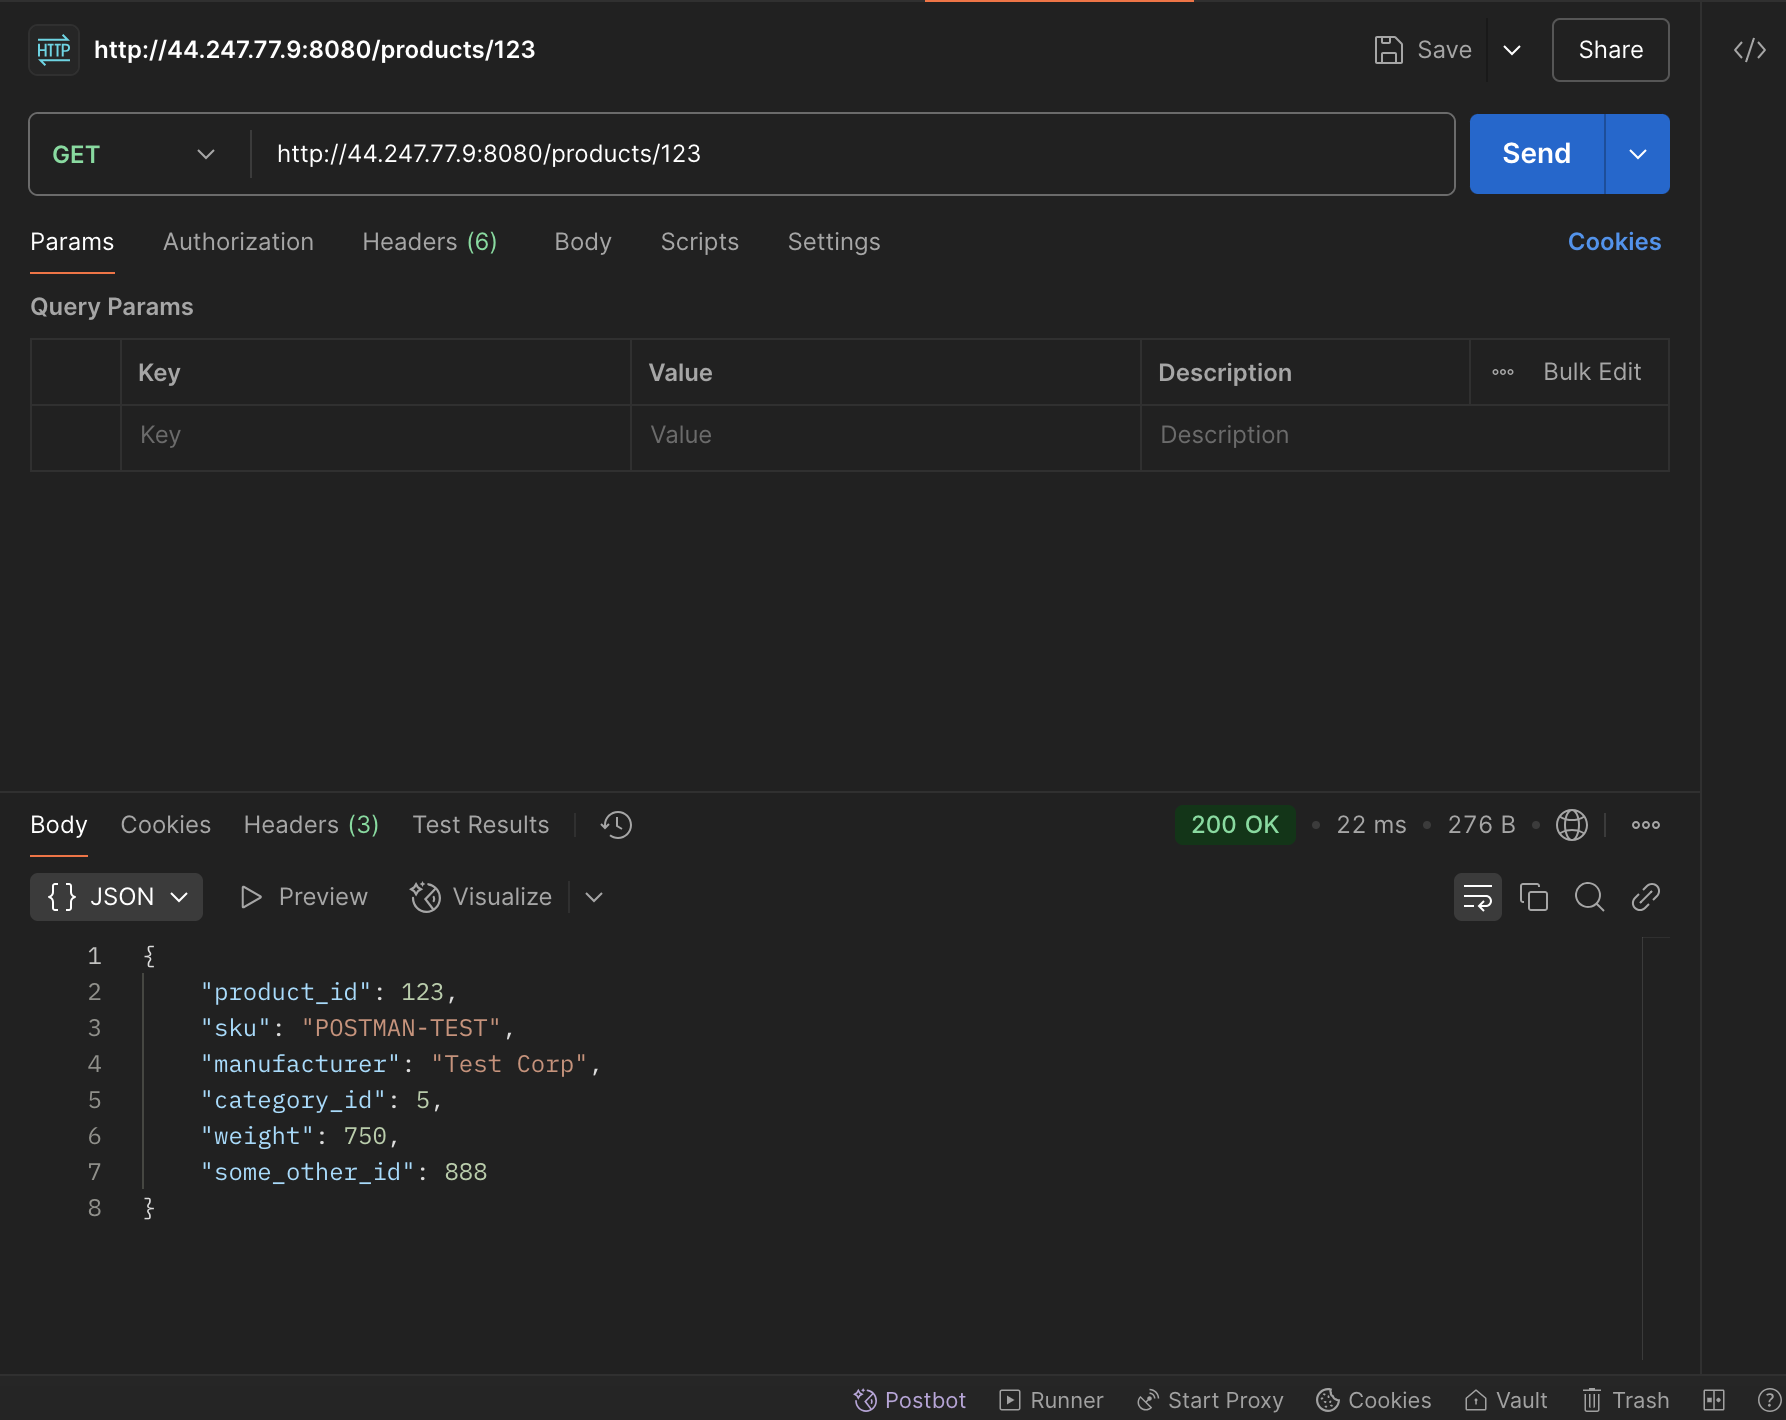 HTTP http://44.247.77.9:8080/products/123 Save Share
GET http://44.247.77.9:8080/products/123 Send
Params Authorization Headers (6) Body Scripts Settings Cookies
Query Params
Key Value Description Bulk Edit
Key Value Description
Body Cookies Headers (3) Test Results 200 OK • 22 ms • 276 B •
{} JSON Preview Visualize
1 {
2 "product_id": 123,
3 "sku": "POSTMAN-TEST",
4 "manufacturer": "Test Corp",
5 "category_id": 5,
6 "weight": 750,
7 "some_other_id": 888
8 }
Postbot Runner Start Proxy Cookies Vault Trash